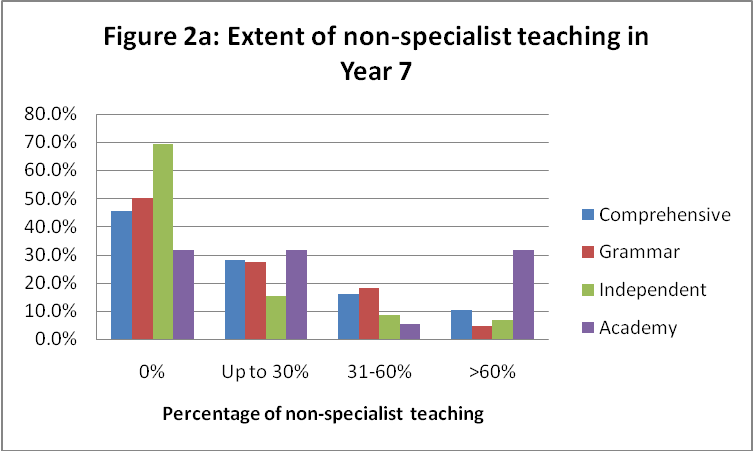 Figure 2a: Extent of non-specialist teaching in
Year 7
80.0%
70.0%
60.0%
50.0%
40.0%
30.0%
20.0%
10.0%
0.0%
0%
Up to 30%
31-60%
>60%
Percentage of non-specialist teaching
Comprehensive
Grammar
Independent
Academy